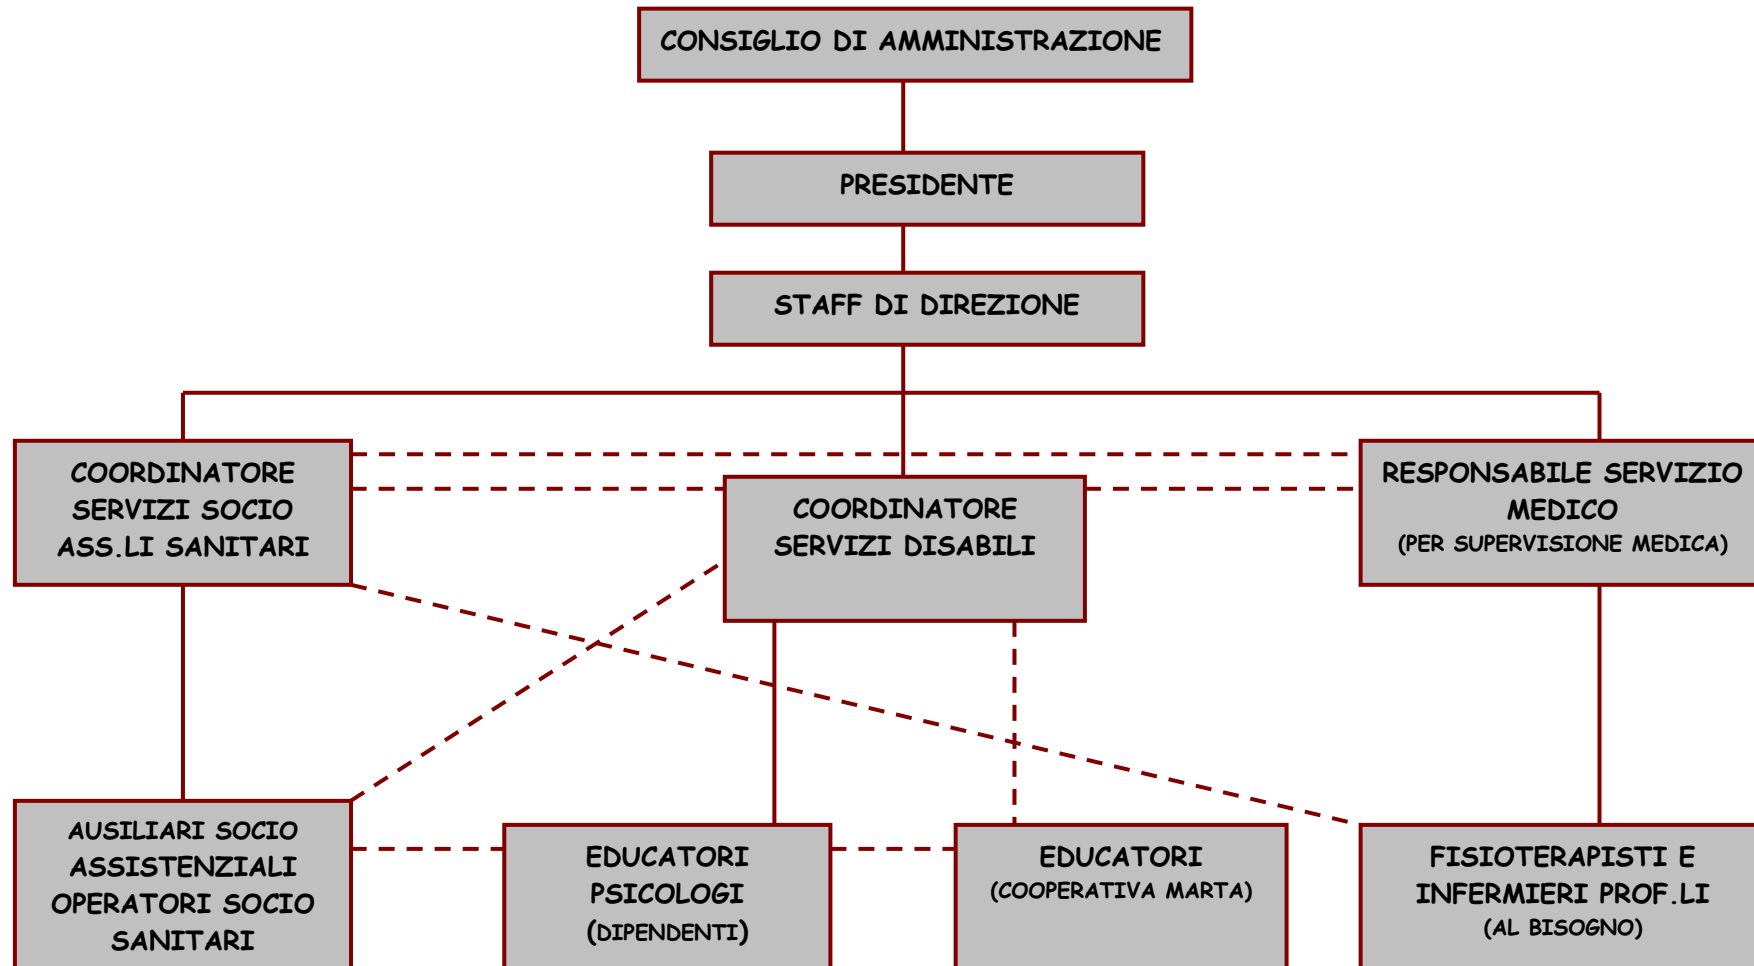 CONSIGLIO DI AMMINISTRAZIONE
PRESIDENTE
STAFF DI DIREZIONE
COORDINATORE
SERVIZI SOCIO
ASS.LI SANITARI
COORDINATORE
SERVIZI DISABILI
RESPONSABILE SERVIZIO
MEDICO
(PER SUPERVISIONE MEDICA)
AUSILIARI SOCIO
ASSISTENZIALI
OPERATORI SOCIO
SANITARI
EDUCATORI
PSICOLOGI
(DIPENDENTI)
EDUCATORI
(COOPERATIVA MARTA)
FISIOTERAPISTI E
INFERMIERI PROF.LI
(AL BISOGNO)